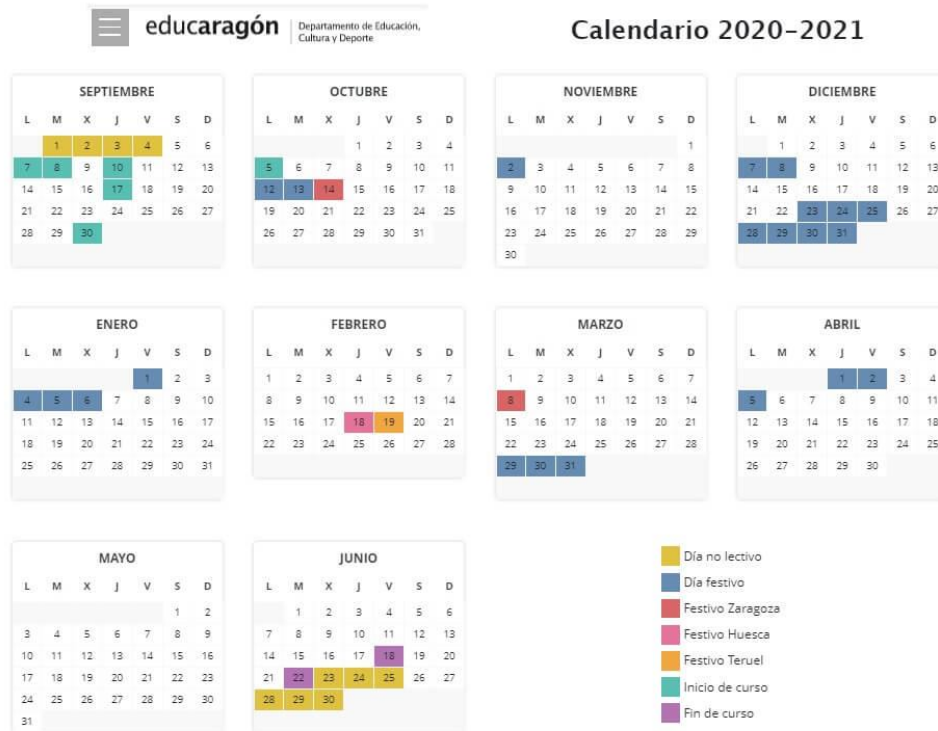 educaragón
Departamento de Educación,
Cultura y Deporte
Calendario 2020-2021
SEPTIEMBRE
L M X J V S D
1 2 3 4 5 6
7 8 9 10 11 12 13
14 15 16 17 18 19 20
21 22 23 24 25 26 27
28 29 30
OCTUBRE
L M X J V S D
1 2 3 4
5 6 7 8 9 10 11
12 13 14 15 16 17 18
19 20 21 22 23 24 25
26 27 28 29 30 31
NOVIEMBRE
L M X J V S D
1
2 3 4 5 6 7 8
9 10 11 12 13 14 15
16 17 18 19 20 21 22
23 24 25 26 27 28 29
30
DICIEMBRE
L M X J V S D
1 2 3 4 5 6
7 8 9 10 11 12 13
14 15 16 17 18 19 20
21 22 23 24 25 26 27
28 29 30 31
ENERO
L M X J V S D
1 2 3
4 5 6 7 8 9 10
11 12 13 14 15 16 17
18 19 20 21 22 23 24
25 26 27 28 29 30 31
FEBRERO
L M X J V S D
1 2 3 4 5 6 7
8 9 10 11 12 13 14
15 16 17 18 19 20 21
22 23 24 25 26 27 28
MARZO
L M X J V S D
1 2 3 4 5 6 7
8 9 10 11 12 13 14
15 16 17 18 19 20 21
22 23 24 25 26 27 28
29 30 31
ABRIL
L M X J V S D
1 2 3 4
5 6 7 8 9 10 11
12 13 14 15 16 17 18
19 20 21 22 23 24 25
26 27 28 29 30
MAYO
L M X J V S D
1 2
3 4 5 6 7 8 9
10 11 12 13 14 15 16
17 18 19 20 21 22 23
24 25 26 27 28 29 30
31
JUNIO
L M X J V S D
1 2 3 4 5 6
7 8 9 10 11 12 13
14 15 16 17 18 19 20
21 22 23 24 25 26 27
28 29 30
Día no lectivo
Día festivo
Festivo Zaragoza
Festivo Huesca
Festivo Teruel
Inicio de curso
Fin de curso